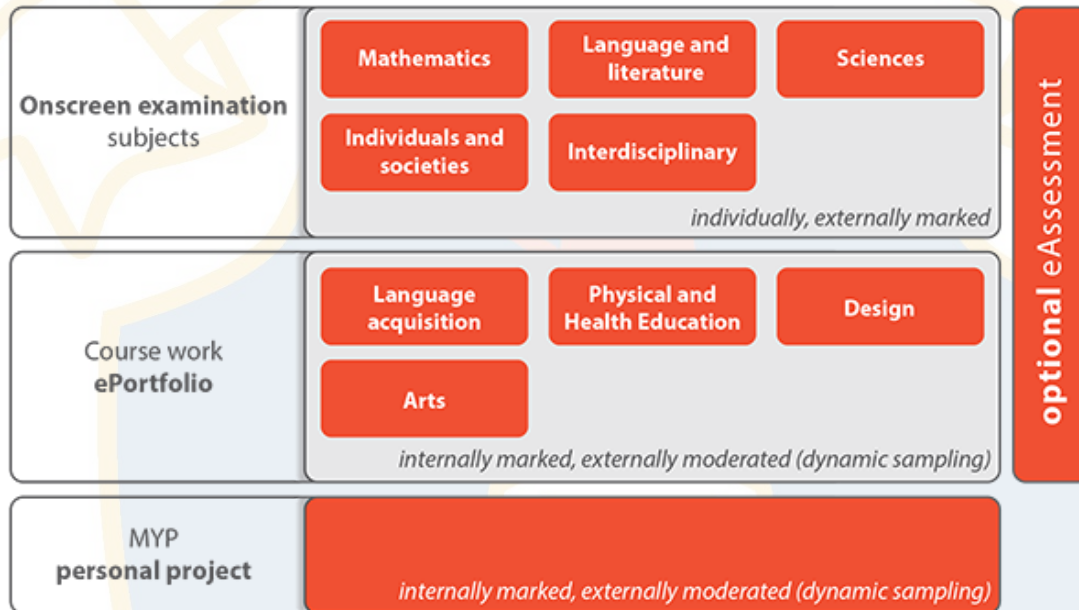 Onscreen examination
subjects
Mathematics
Language and
literature
Sciences
Individuals and
societies
Interdisciplinary
individually, externally marked
Course work
ePortfolio
Language
acquisition
Physical and
Health Education
Design
Arts
internally marked, externally moderated (dynamic sampling)
MYP
personal project
internally marked, externally moderated (dynamic sampling)
optional eAssessment